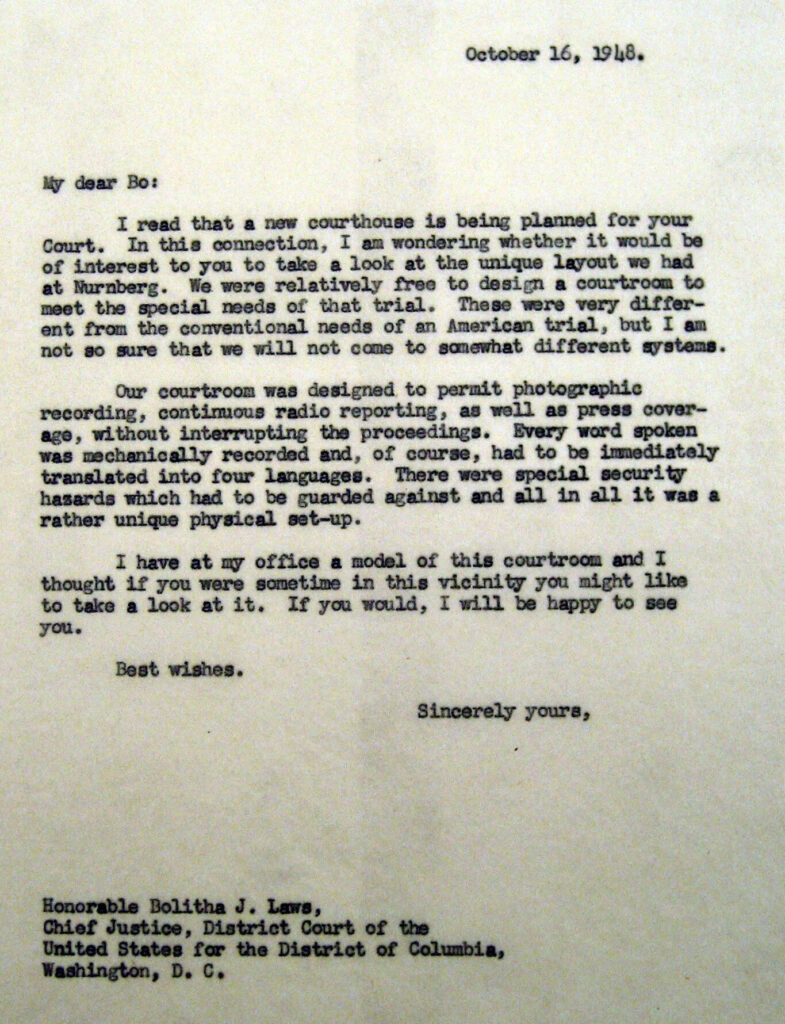 October 16, 1948.
My dear Bo:
I read that a new courthouse is being planned for your
Court. In this connection, I am wondering whether it would be
of interest to you to take a look at the unique layout we had
at Nurnberg. We were relatively free to design a courtroom to
meet the special needs of that trial. These were very differ-
ent from the conventional needs of an American trial, but I am
not so sure that we will not come to somewhat different systems.
Our courtroom was designed to permit photographic
recording, continuous radio reporting, as well as press cover-
age, without interrupting the proceedings. Every word spoken
was mechanically recorded and, of course, had to be immediately
translated into four languages. There were special security
hazards which had to be guarded against and all in all it was a
rather unique physical set-up.
I have at my office a model of this courtroom and I
thought if you were sometime in this vicinity you might like
to take a look at it. If you would, I will be happy to see
you.
Best wishes.
Sincerely yours,
Honorable Bolitha J. Laws,
Chief Justice, District Court of the
United States for the District of Columbia,
Washington, D. C.